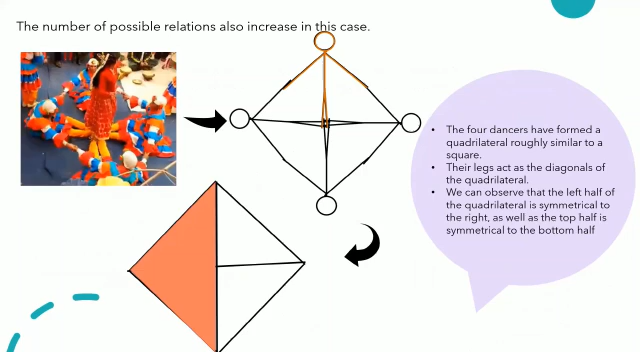 The number of possible relations also increase in this case.
• The four dancers have formed a
quadrilateral roughly similar to a
square.
• Their legs act as the diagonals of
the quadrilateral.
• We can observe that the left half of
the quadrilateral is symmetrical to
the right, as well as the top half is
symmetrical to the bottom half